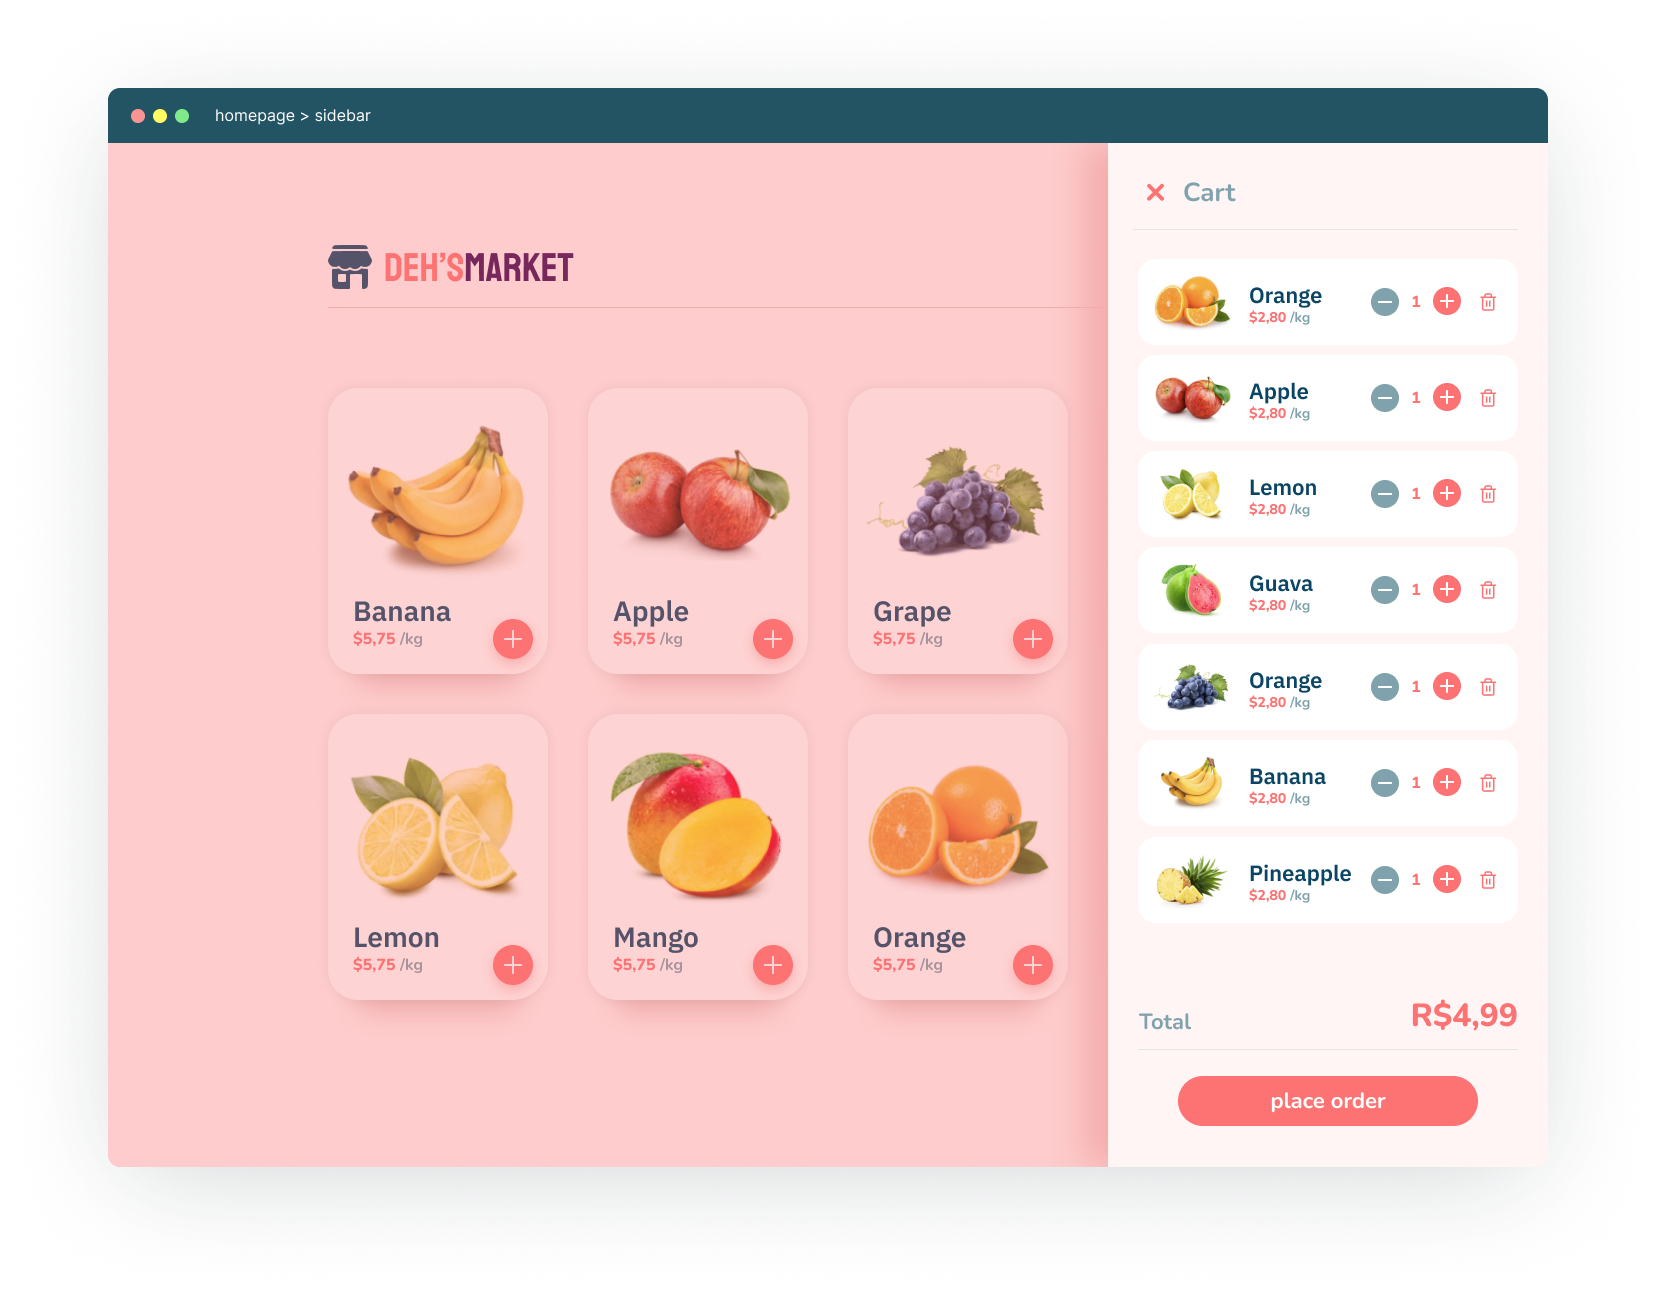 homepage > sidebar
DEH'SMARKET
Banana
$5,75 /kg
Apple
$5,75 /kg
Grape
$5,75 /kg
Lemon
$5,75 /kg
Mango
$5,75 /kg
Orange
$5,75 /kg
Cart
Orange
$2,80 /kg
1
Apple
$2,80 /kg
1
Lemon
$2,80 /kg
1
Guava
$2,80 /kg
1
Orange
$2,80 /kg
1
Banana
$2,80 /kg
1
Pineapple
$2,80 /kg
1
Total
R$4,99
place order